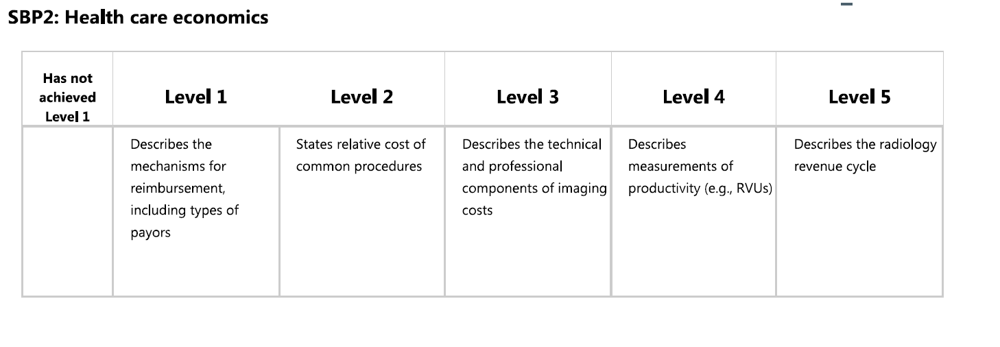 SBP2: Health care economics
Has not
achieved
Level 1
Level 1
Level 2
Level 3
Level 4
Level 5
Describes the
mechanisms for
reimbursement,
including types of
payors
States relative cost of
common procedures
Describes the technical
and professional
components of imaging
costs
Describes
measurements of
productivity (e.g., RVUs)
Describes the radiology
revenue cycle